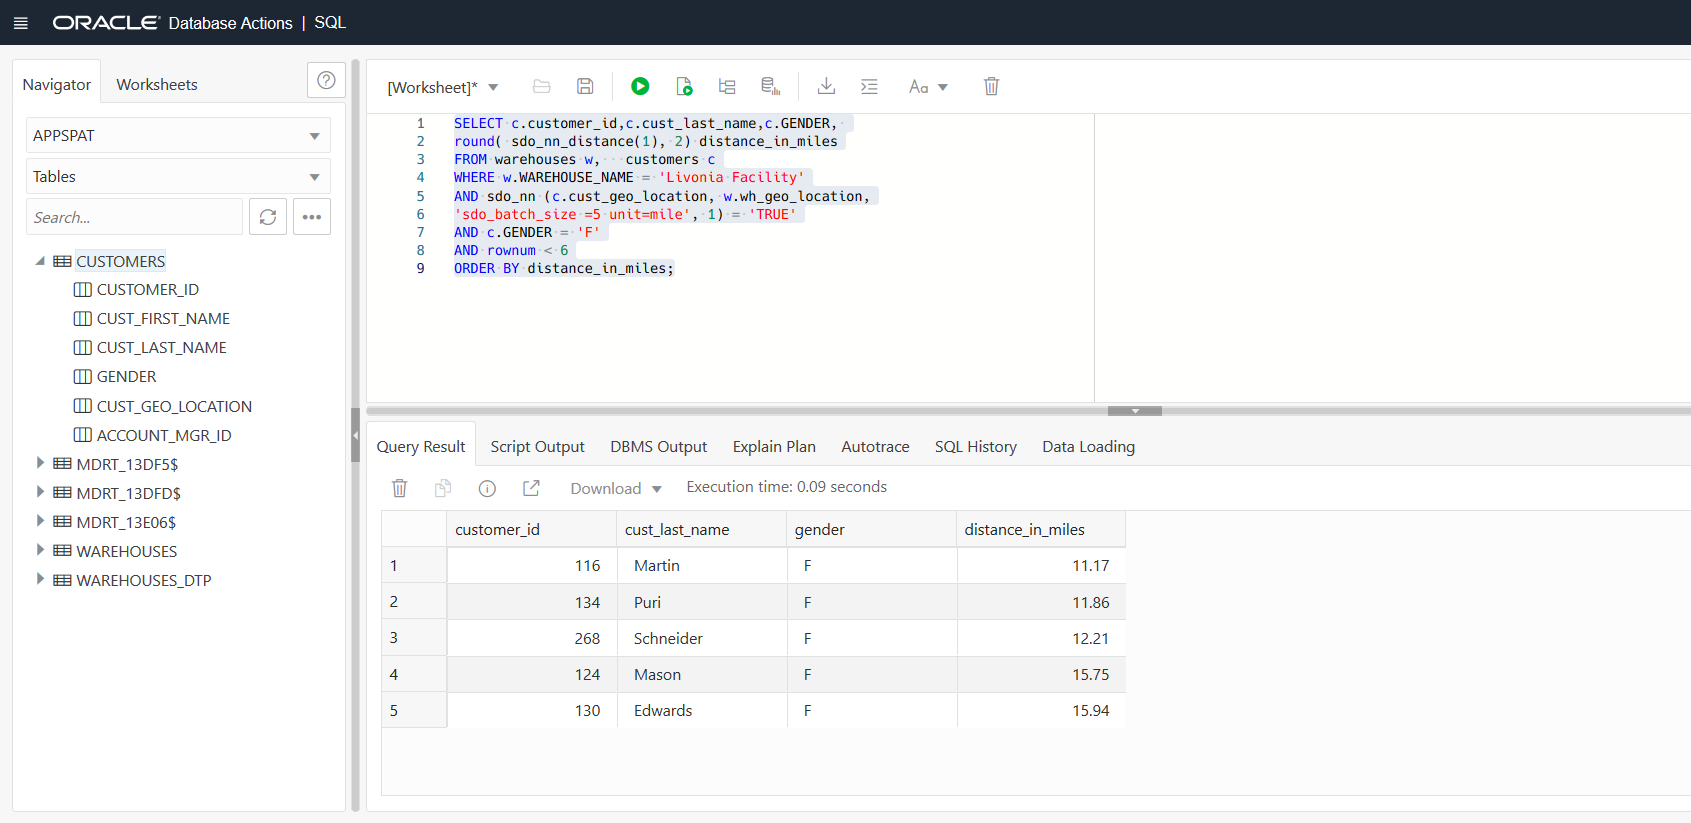 ORACLE Database Actions | SQL
Navigator
Worksheets
APPSPAT
Tables
Search...
CUSTOMERS
CUSTOMER_ID
CUST_FIRST_NAME
CUST_LAST_NAME
GENDER
CUST_GEO_LOCATION
ACCOUNT_MGR_ID
MDRT_13DF5$
MDRT_13DFD$
MDRT_13E06$
WAREHOUSES
WAREHOUSES_DTP
[Worksheet]*
Aa
1 SELECT c.customer_id,c.cust_last_name,c.GENDER,
2 round( sdo_nn_distance(1), 2) distance_in_miles
3 FROM warehouses w,   customers c
4 WHERE w.WAREHOUSE_NAME = 'Livonia Facility'
5 AND sdo_nn (c.cust_geo_location, w.wh_geo_location,
6 'sdo_batch_size =5 unit=mile', 1) = 'TRUE'
7 AND c.GENDER = 'F'
8 AND rownum < 6
9 ORDER BY distance_in_miles;
Query Result Script Output DBMS Output Explain Plan Autotrace SQL History Data Loading
Download Execution time: 0.09 seconds
customer_id cust_last_name gender distance_in_miles
1 116 Martin F 11.17
2 134 Puri F 11.86
3 268 Schneider F 12.21
4 124 Mason F 15.75
5 130 Edwards F 15.94